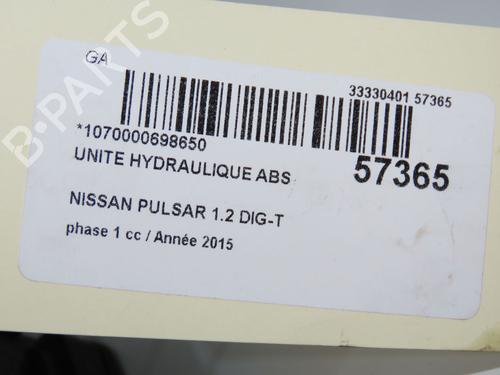 GA
33330401 57365
*1070000698650
57365
UNITE HYDRAULIQUE ABS
NISSAN PULSAR 1.2 DIG-T
phase 1 cc / Année 2015
B-PARTS